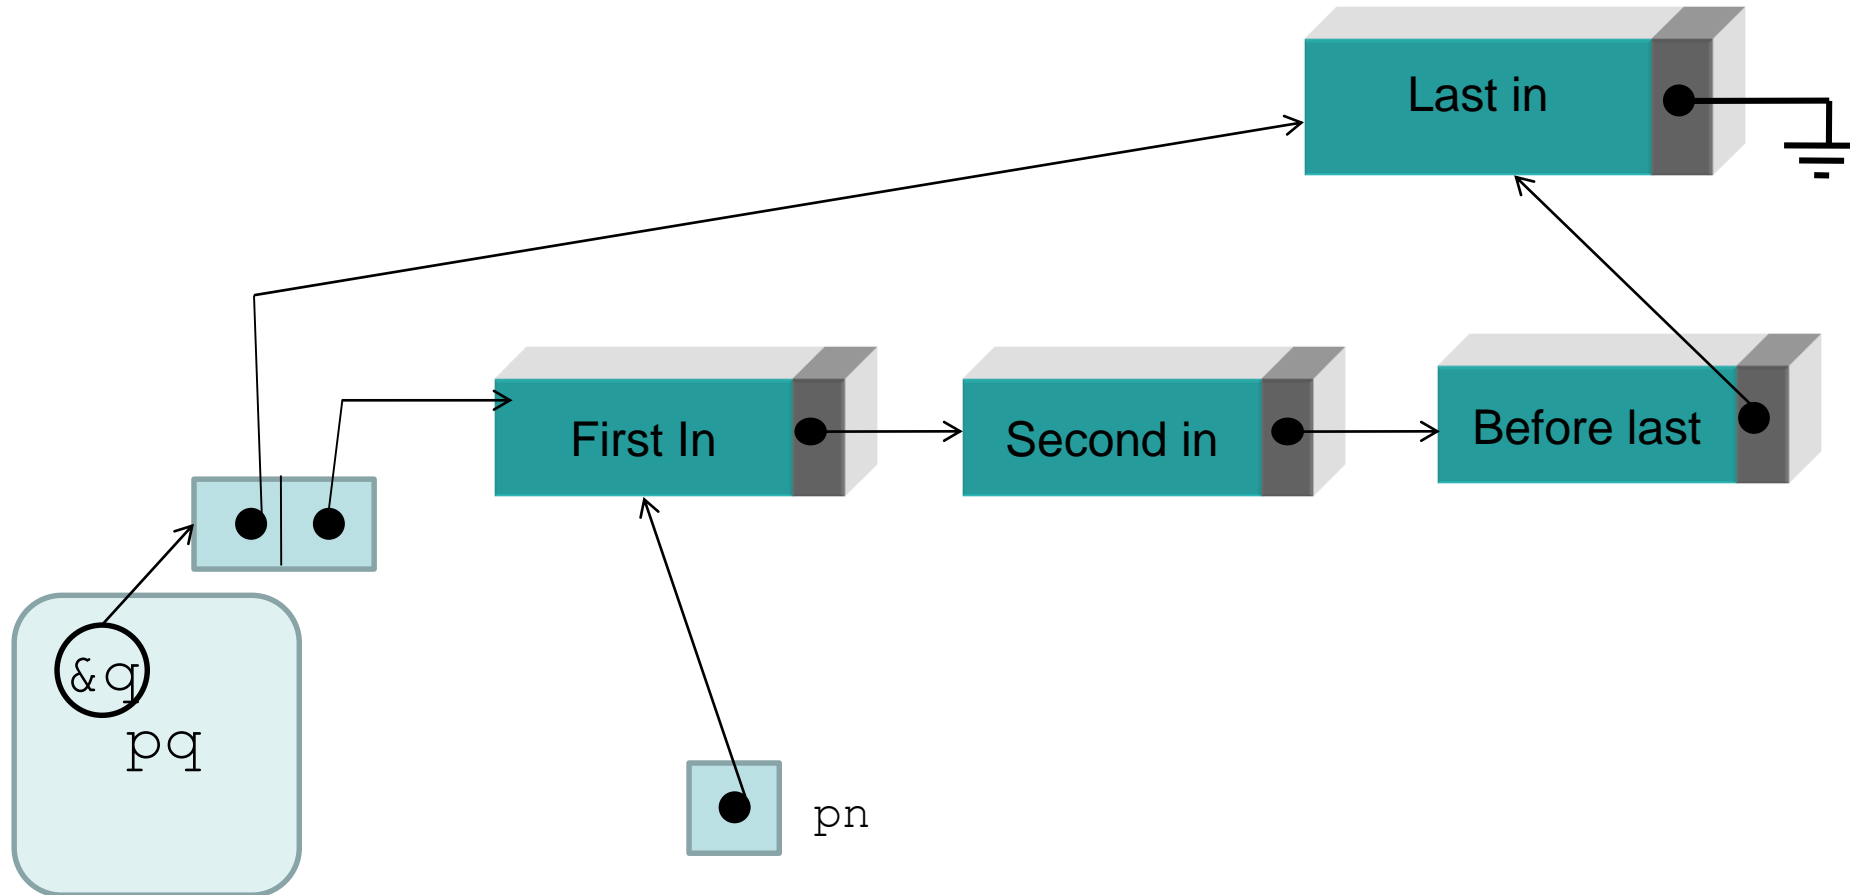 Last in
First In
Second in
Before last
&q
pq
pn